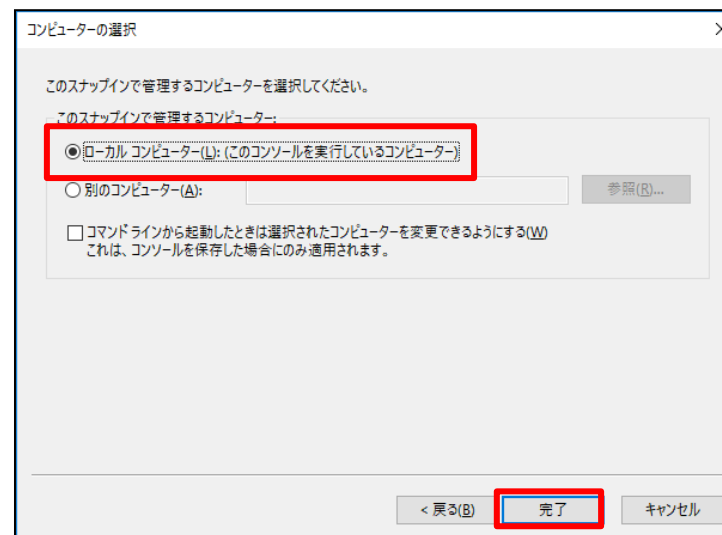 コンピューターの選択
このスナップインで管理するコンピューターを選択してください。
このスナップインで管理するコンピューター:
ローカル コンピューター(L): (このコンソールを実行しているコンピューター)
別のコンピューター(A):
参照(R)...
コマンド ラインから起動したときは選択されたコンピューターを変更できるようにする(W)
これは、コンソールを保存した場合にのみ適用されます。
< 戻る(B)
完了
キャンセル